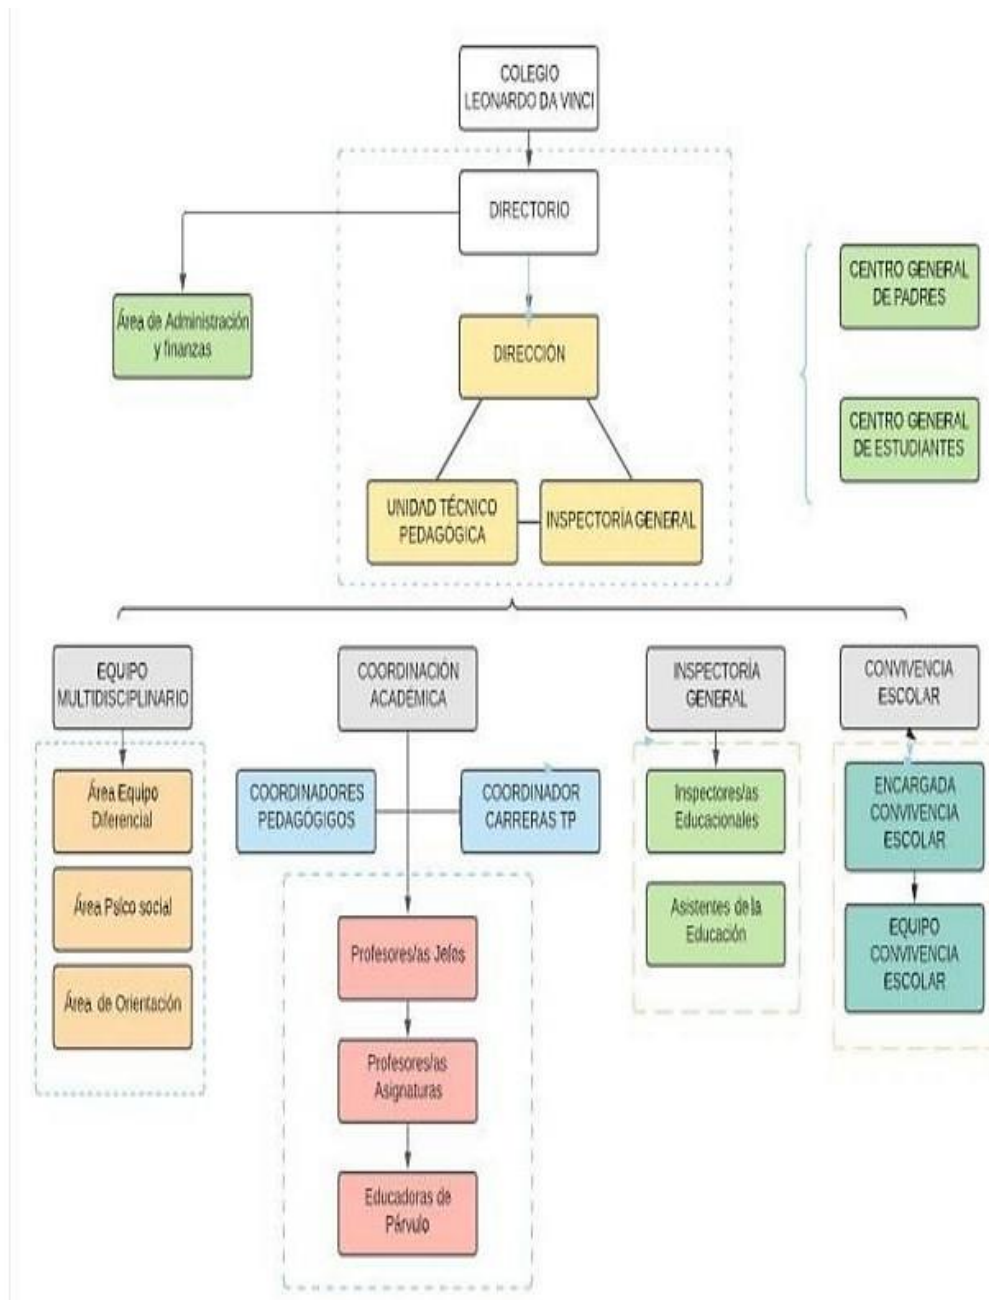 COLEGIO
LEONARDO DA VINCI
DIRECTORIO
Área de Administración
y finanzas
CENTRO GENERAL
DE PADRES
DIRECCIÓN
CENTRO GENERAL
DE ESTUDIANTES
UNIDAD TÉCNICO
PEDAGÓGICA
INSPECTORÍA GENERAL
EQUIPO
MULTIDISCIPLINARIO
COORDINACIÓN
ACADÉMICA
INSPECTORÍA
GENERAL
CONVIVENCIA
ESCOLAR
Área Equipo
Diferencial
Área Psico social
Área de Orientación
COORDINADORES
PEDAGÓGIGOS
COORDINADOR
CARRERAS TP
Profesores/as Jefes
Profesores/as
Asignaturas
Educadoras de
Párvulo
Inspectores/as
Educacionales
Asistentes de la
Educación
ENCARGADA
CONVIVENCIA
ESCOLAR
EQUIPO
CONVIVENCIA
ESCOLAR